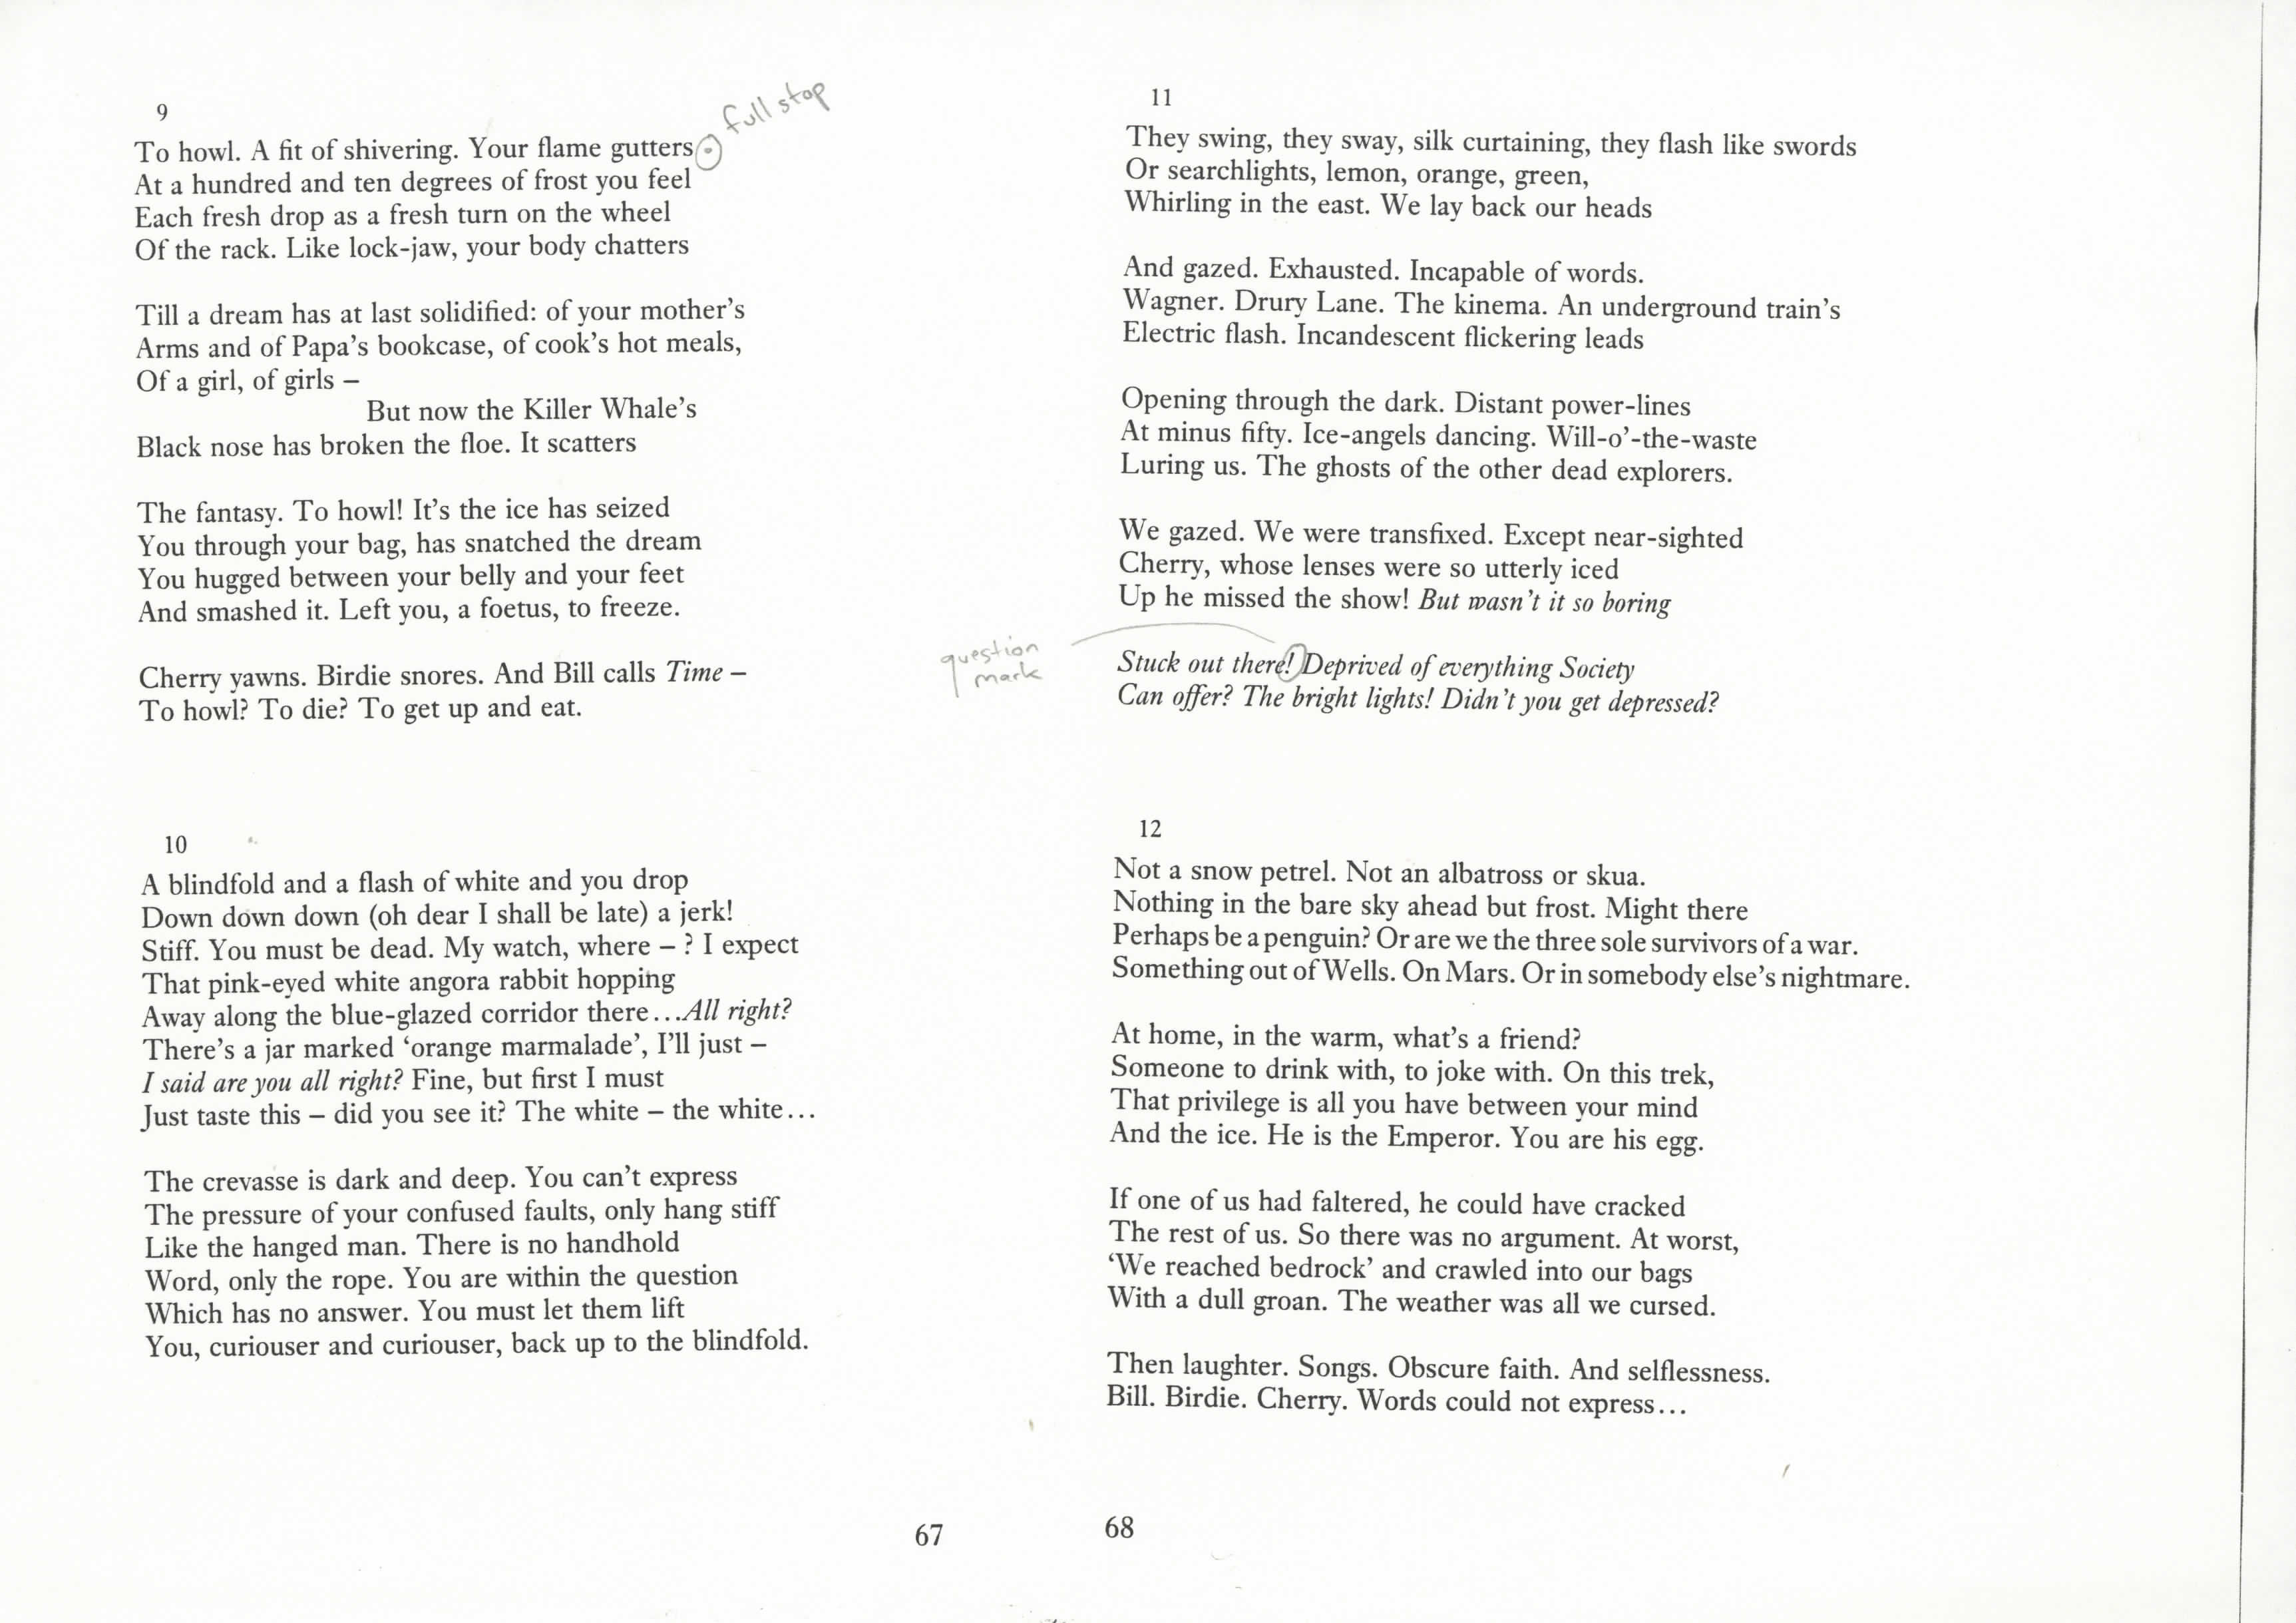 9
full stop
To howl. A fit of shivering. Your flame gutters.
At a hundred and ten degrees of frost you feel
Each fresh drop as a fresh turn on the wheel
Of the rack. Like lock-jaw, your body chatters
Till a dream has at last solidified: of your mother's
Arms and of Papa's bookcase, of cook's hot meals,
Of a girl, of girls –
But now the Killer Whale's
Black nose has broken the floe. It scatters
The fantasy. To howl! It's the ice has seized
You through your bag, has snatched the dream
You hugged between your belly and your feet
And smashed it. Left you, a foetus, to freeze.
Cherry yawns. Birdie snores. And Bill calls Time –
To howl? To die? To get up and eat.
10
A blindfold and a flash of white and you drop
Down down down (oh dear I shall be late) a jerk!
Stiff. You must be dead. My watch, where – ? I expect
That pink-eyed white angora rabbit hopping
Away along the blue-glazed corridor there...All right?
There's a jar marked 'orange marmalade', I'll just –
I said are you all right? Fine, but first I must
Just taste this – did you see it? The white – the white...
The crevasse is dark and deep. You can't express
The pressure of your confused faults, only hang stiff
Like the hanged man. There is no handhold
Word, only the rope. You are within the question
Which has no answer. You must let them lift
You, curiouser and curiouser, back up to the blindfold.
67
11
They swing, they sway, silk curtaining, they flash like swords
Or searchlights, lemon, orange, green,
Whirling in the east. We lay back our heads
And gazed. Exhausted. Incapable of words.
Wagner. Drury Lane. The kinema. An underground train's
Electric flash. Incandescent flickering leads
Opening through the dark. Distant power-lines
At minus fifty. Ice-angels dancing. Will-o'-the-waste
Luring us. The ghosts of the other dead explorers.
We gazed. We were transfixed. Except near-sighted
Cherry, whose lenses were so utterly iced
Up he missed the show! But wasn't it so boring
question
mark
Stuck out there! Deprived of everything Society
Can offer? The bright lights! Didn't you get depressed?
12
Not a snow petrel. Not an albatross or skua.
Nothing in the bare sky ahead but frost. Might there
Perhaps be a penguin? Or are we the three sole survivors of a war.
Something out of Wells. On Mars. Or in somebody else's nightmare.
At home, in the warm, what's a friend?
Someone to drink with, to joke with. On this trek,
That privilege is all you have between your mind
And the ice. He is the Emperor. You are his egg.
If one of us had faltered, he could have cracked
The rest of us. So there was no argument. At worst,
'We reached bedrock' and crawled into our bags
With a dull groan. The weather was all we cursed.
Then laughter. Songs. Obscure faith. And selflessness.
Bill. Birdie. Cherry. Words could not express...
68